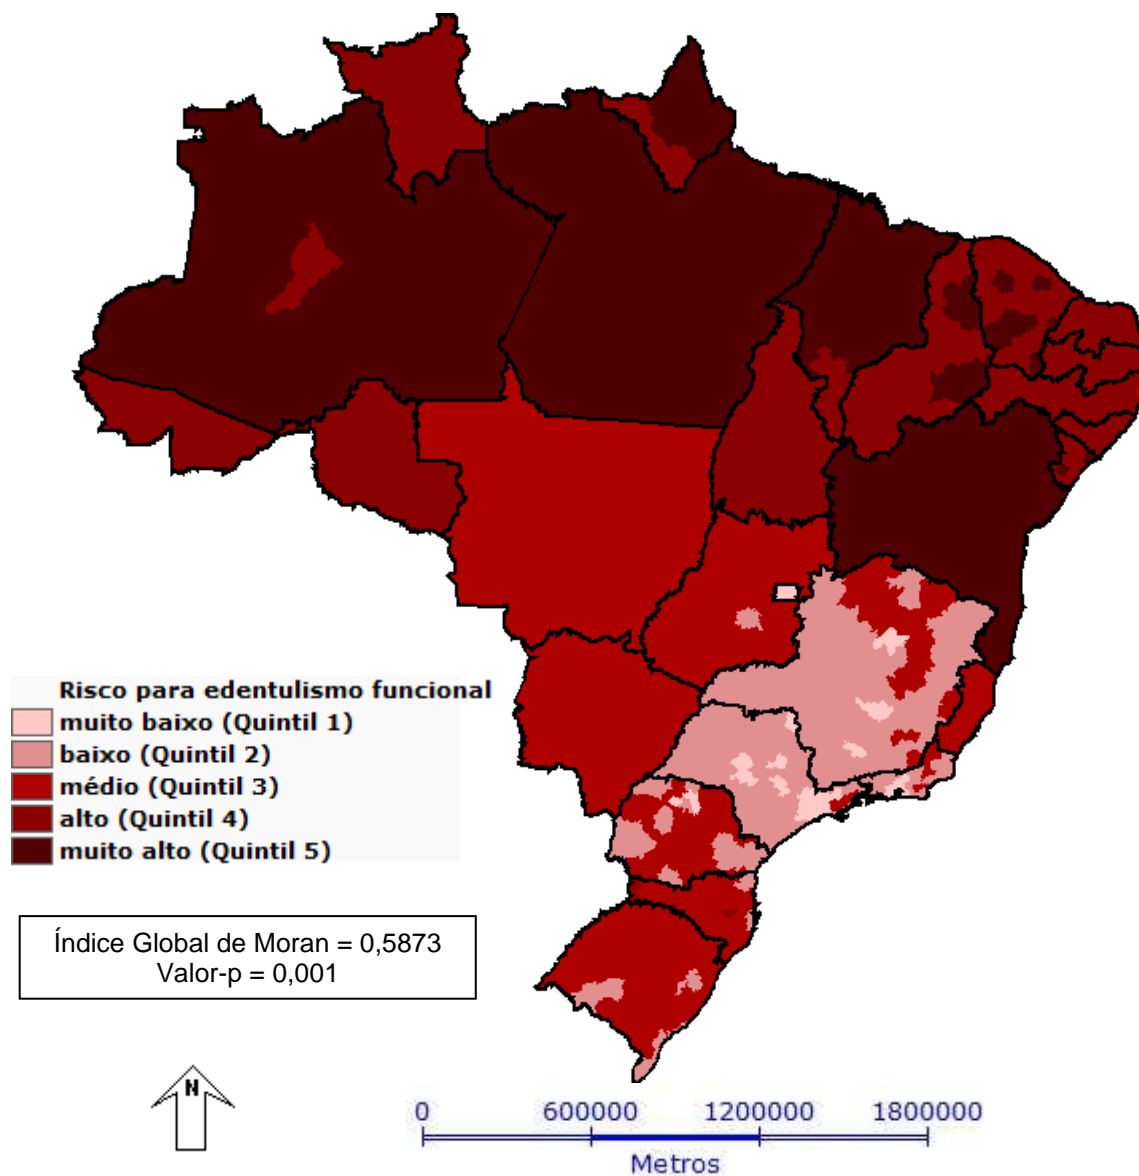 Risco para edentulismo funcional
muito baixo (Quintil 1)
baixo (Quintil 2)
médio (Quintil 3)
alto (Quintil 4)
muito alto (Quintil 5)
Índice Global de Moran = 0,5873
Valor-p = 0,001
N
0 600000 1200000 1800000
Metros